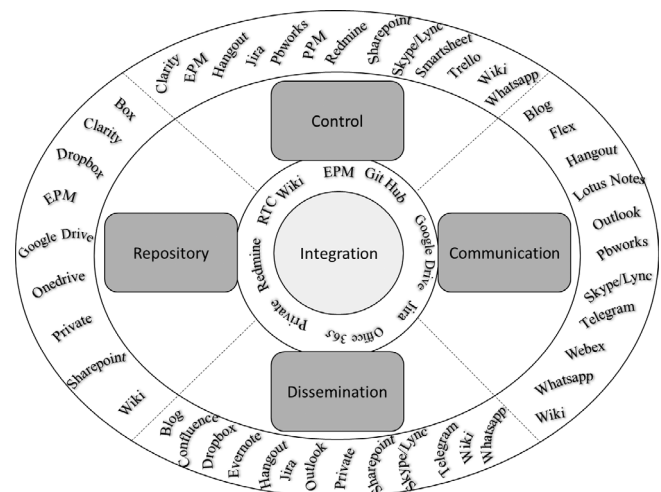 Clarity
EPM
Hangout
Jira
Pbworks
PPM
Redmine
Sharepoint
Skype/Lync
Smartsheet
Trello
Wiki
Whatsapp
Blog
Flex
Hangout
Lotus Notes
Outlook
Pbworks
Skype/Lync
Telegram
Webex
Whatsapp
Wiki
Box
Clarity
Dropbox
EPM
Google Drive
Onedrive
Private
Sharepoint
Wiki
Blog
Confluence
Dropbox
Evernote
Hangout
Jira
Outlook
Private
Sharepoint
Skype/Lync
Telegram
Wiki
Whatsapp
Control
Repository
Communication
Dissemination
Integration
Private
Redmine
RTC
Wiki
EPM
Git Hub
Google Drive
Jira
Office 365